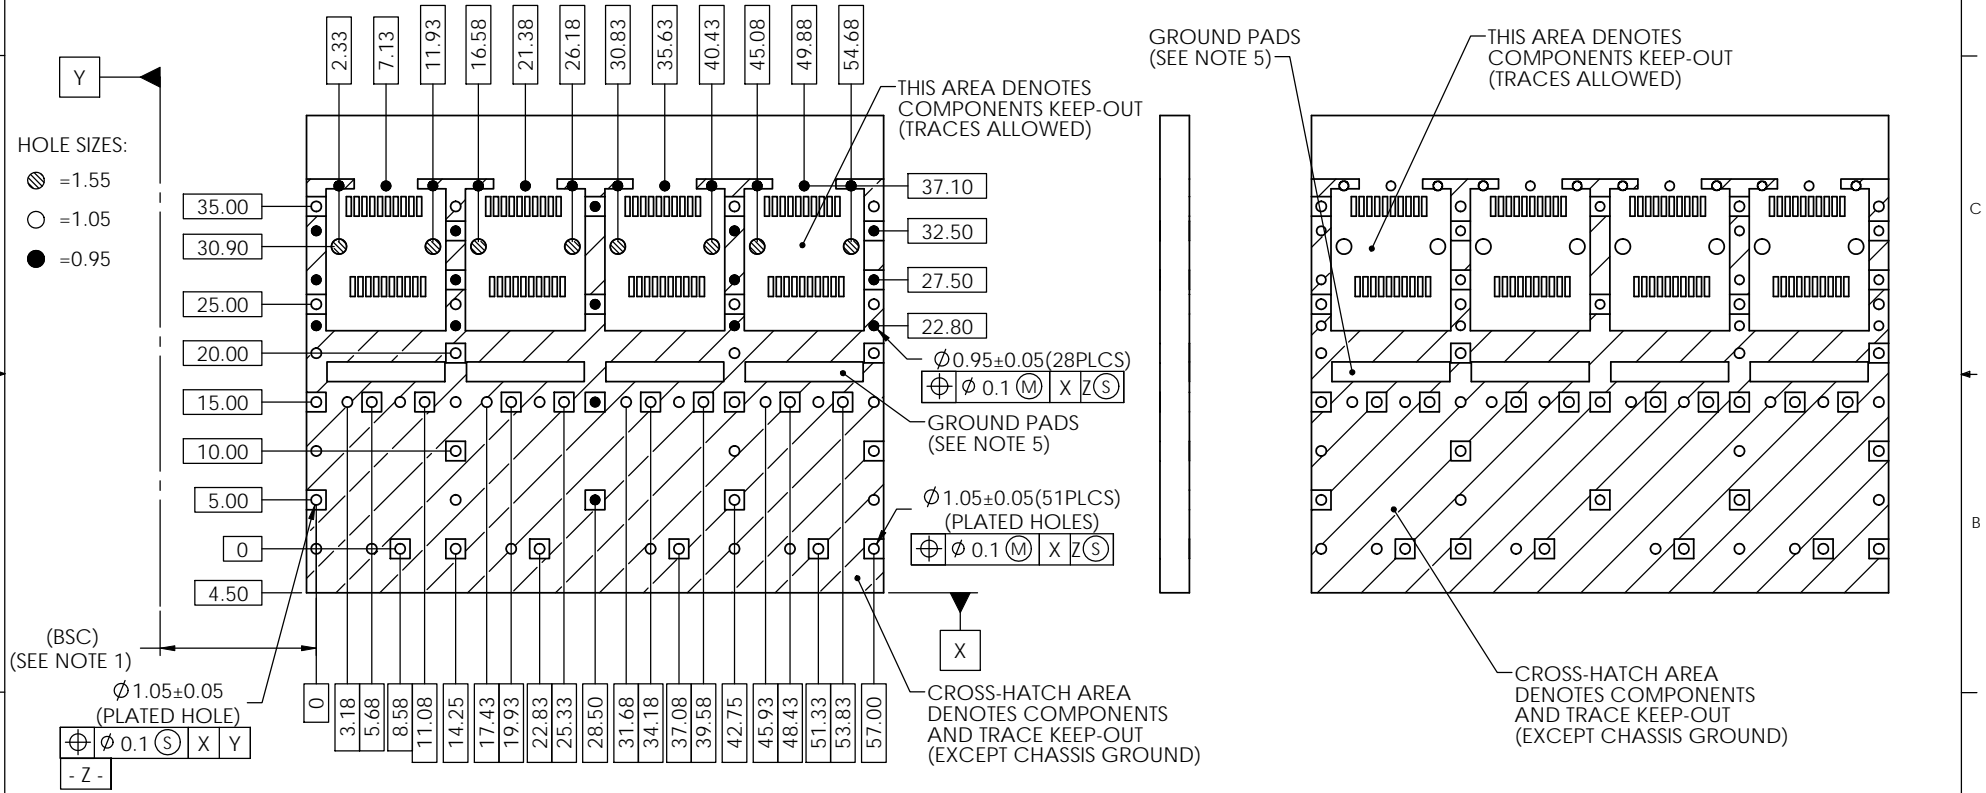 2.33
7.13
11.93
16.58
21.38
26.18
30.83
35.63
40.43
45.08
49.88
54.68
Y
HOLE SIZES:
=1.55
=1.05
=0.95
THIS AREA DENOTES
COMPONENTS KEEP-OUT
(TRACES ALLOWED)
35.00
30.90
25.00
20.00
15.00
10.00
5.00
0
4.50
37.10
32.50
27.50
22.80
Ø0.95±0.05(28PLCS)
⌖ Ø 0.1 Ⓜ X ZⓈ
GROUND PADS
(SEE NOTE 5)
Ø1.05±0.05(51PLCS)
(PLATED HOLES)
⌖ Ø 0.1 Ⓜ X ZⓈ
X
(BSC)
(SEE NOTE 1)
Ø1.05±0.05
(PLATED HOLE)
⌖ Ø 0.1 Ⓢ X Y
- Z -
0
3.18
5.68
8.58
11.08
14.25
17.43
19.93
22.83
25.33
28.50
31.68
34.18
37.08
39.58
42.75
45.93
48.43
51.33
53.83
57.00
CROSS-HATCH AREA
DENOTES COMPONENTS
AND TRACE KEEP-OUT
(EXCEPT CHASSIS GROUND)
GROUND PADS
(SEE NOTE 5)
THIS AREA DENOTES
COMPONENTS KEEP-OUT
(TRACES ALLOWED)
CROSS-HATCH AREA
DENOTES COMPONENTS
AND TRACE KEEP-OUT
(EXCEPT CHASSIS GROUND)
C
B